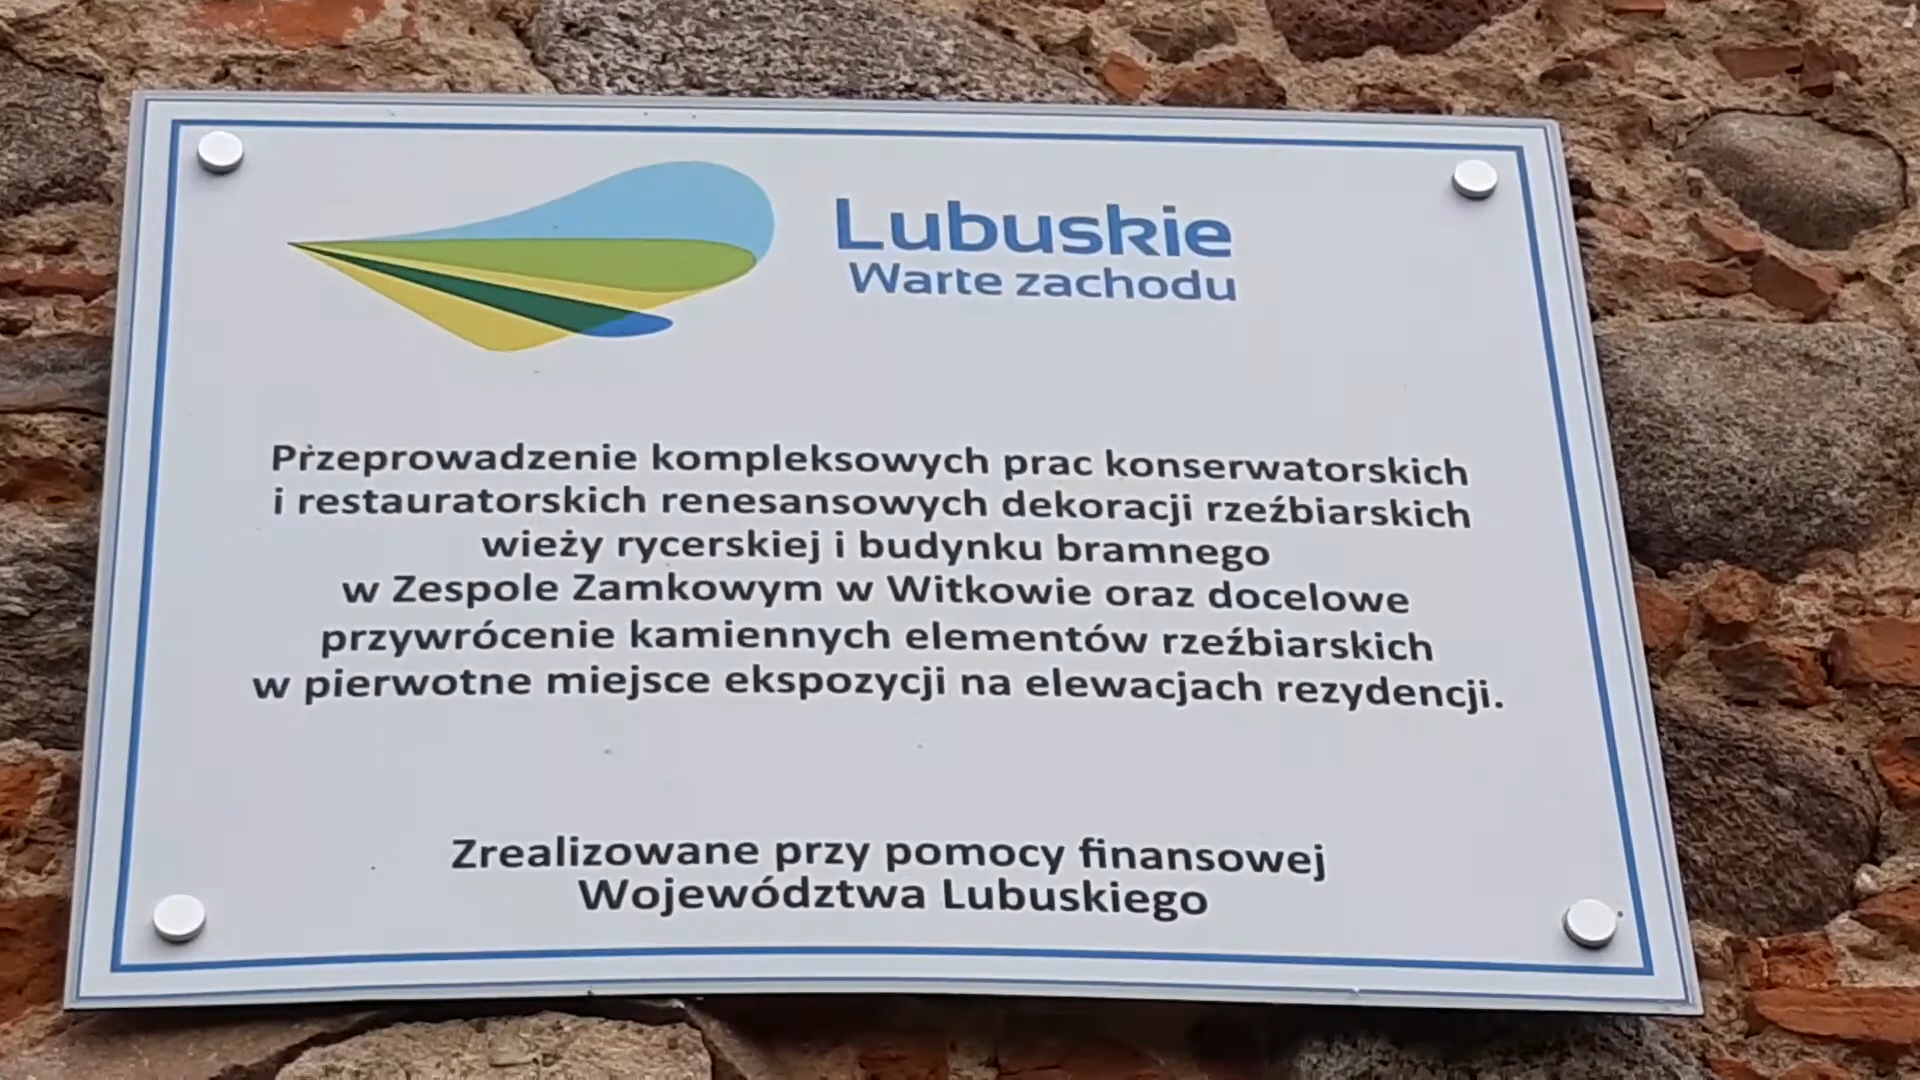 Lubuskie
Warte zachodu
Przeprowadzenie kompleksowych prac konserwatorskich
i restauratorskich renesansowych dekoracji rzeźbiarskich
wieży rycerskiej i budynku bramnego
w Zespole Zamkowym w Witkowie oraz docelowe
przywrócenie kamiennych elementów rzeźbiarskich
w pierwotne miejsce ekspozycji na elewacjach rezydencji.
Zrealizowane przy pomocy finansowej
Województwa Lubuskiego